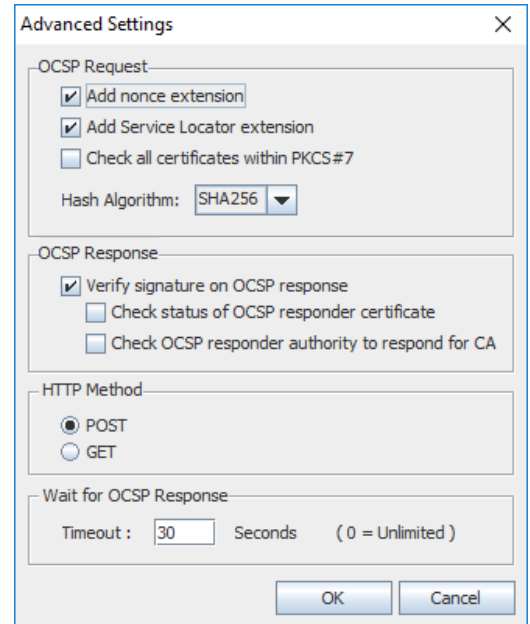 Advanced Settings
OCSP Request
Add nonce extension
Add Service Locator extension
Check all certificates within PKCS#7
Hash Algorithm: SHA256
OCSP Response
Verify signature on OCSP response
Check status of OCSP responder certificate
Check OCSP responder authority to respond for CA
HTTP Method
POST
GET
Wait for OCSP Response
Timeout : 30 Seconds ( 0 = Unlimited )
OK Cancel